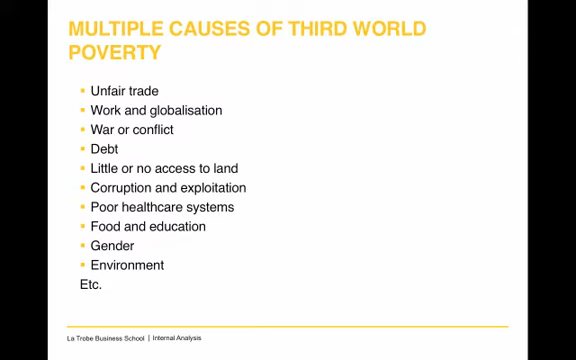 MULTIPLE CAUSES OF THIRD WORLD
POVERTY
▪ Unfair trade
▪ Work and globalisation
▪ War or conflict
▪ Debt
▪ Little or no access to land
▪ Corruption and exploitation
▪ Poor healthcare systems
▪ Food and education
▪ Gender
▪ Environment
Etc.
La Trobe Business School | Internal Analysis